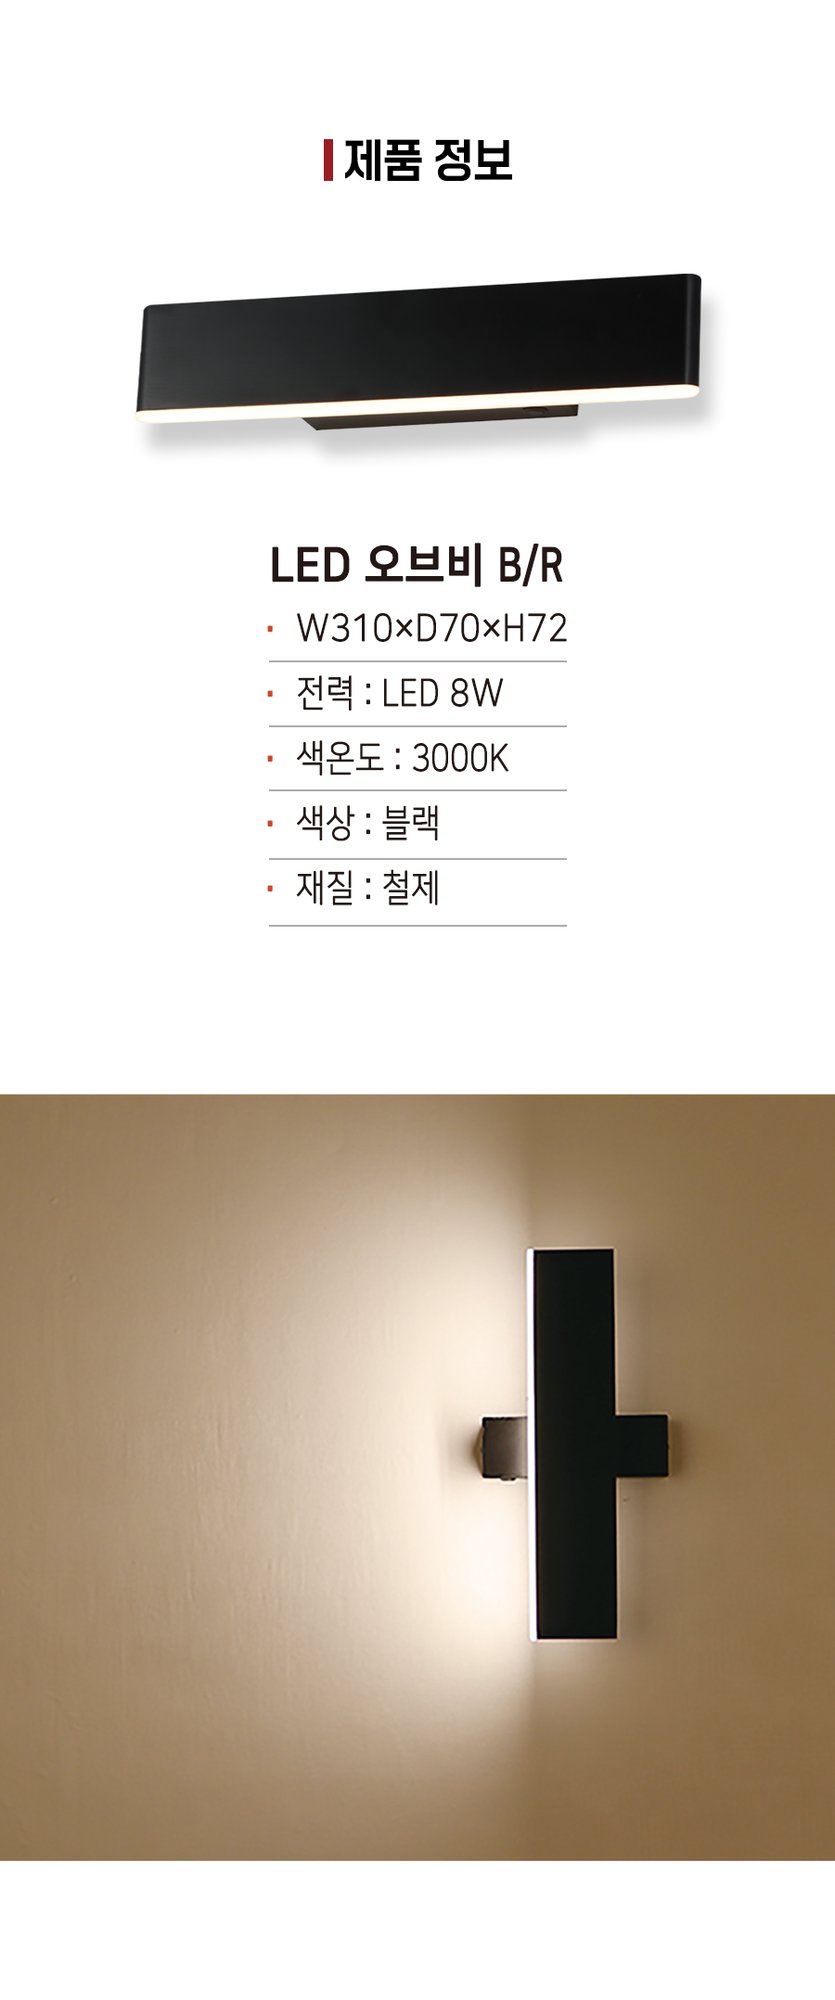 제품 정보
LED 오브비 B/R
· W310×D70×H72
· 전력 : LED 8W
· 색온도 : 3000K
· 색상 : 블랙
· 재질 : 철제